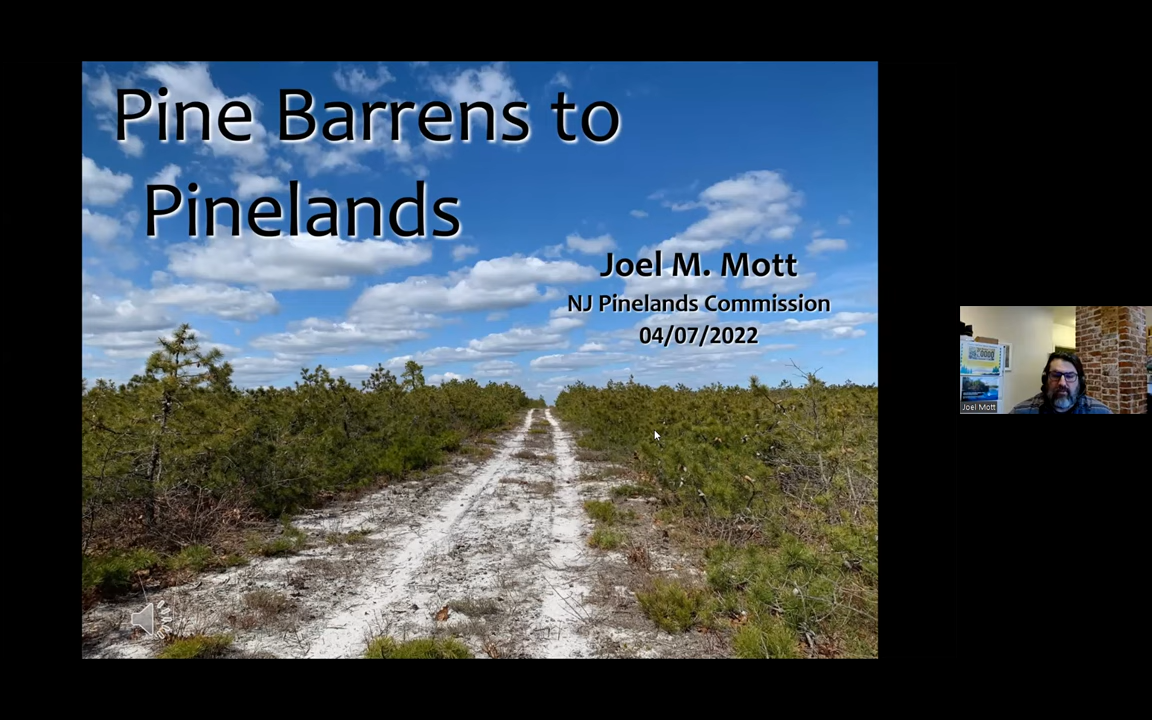 Pine Barrens to
Pinelands
Joel M. Mott
NJ Pinelands Commission
04/07/2022
Joel Mott